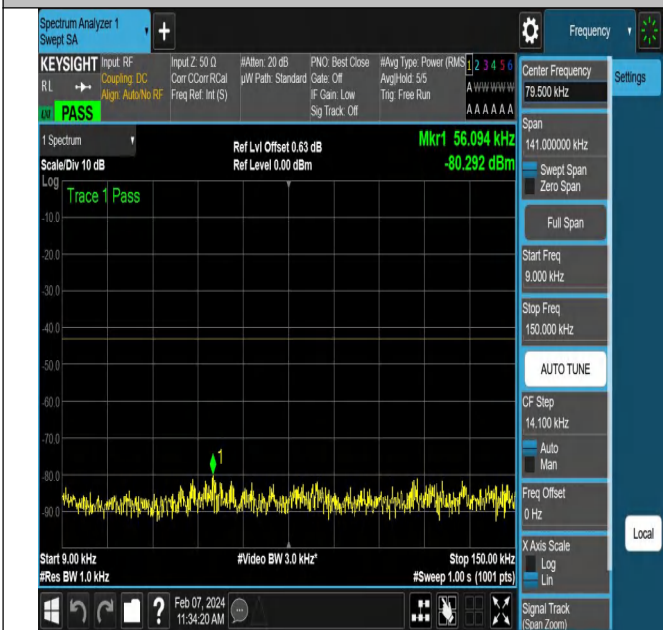 Spectrum Analyzer 1
Swept SA
+
Frequency
KEYSIGHT
RL
LXI
PASS
Input: RF
Coupling: DC
Align: Auto/No RF
Input Z: 50 Ω
Corr CCorr RCal
Freq Ref: Int (S)
#Atten: 20 dB
µW Path: Standard
PNO: Best Close
Gate: Off
IF Gain: Low
Sig Track: Off
#Avg Type: Power (RMS
Avg|Hold: 5/5
Trig: Free Run
1 2 3 4 5 6
A W W W W W
A A A A A A
Center Frequency
79.500 kHz
Settings
Span
141.000000 kHz
Swept Span
Zero Span
Full Span
Start Freq
9.000 kHz
Stop Freq
150.000 kHz
AUTO TUNE
CF Step
14.100 kHz
Auto
Man
Freq Offset
0 Hz
X Axis Scale
Log
Lin
Signal Track
(Span Zoom)
Local
1 Spectrum
Scale/Div 10 dB
Ref Lvl Offset 0.63 dB
Ref Level 0.00 dBm
Mkr1 56.094 kHz
-80.292 dBm
Log
Trace 1 Pass
-10.0
-20.0
-30.0
-40.0
-50.0
-60.0
-70.0
-80.0
-90.0
1
Start 9.00 kHz
#Res BW 1.0 kHz
#Video BW 3.0 kHz*
Stop 150.00 kHz
#Sweep 1.00 s (1001 pts)
?
Feb 07, 2024
11:34:20 AM